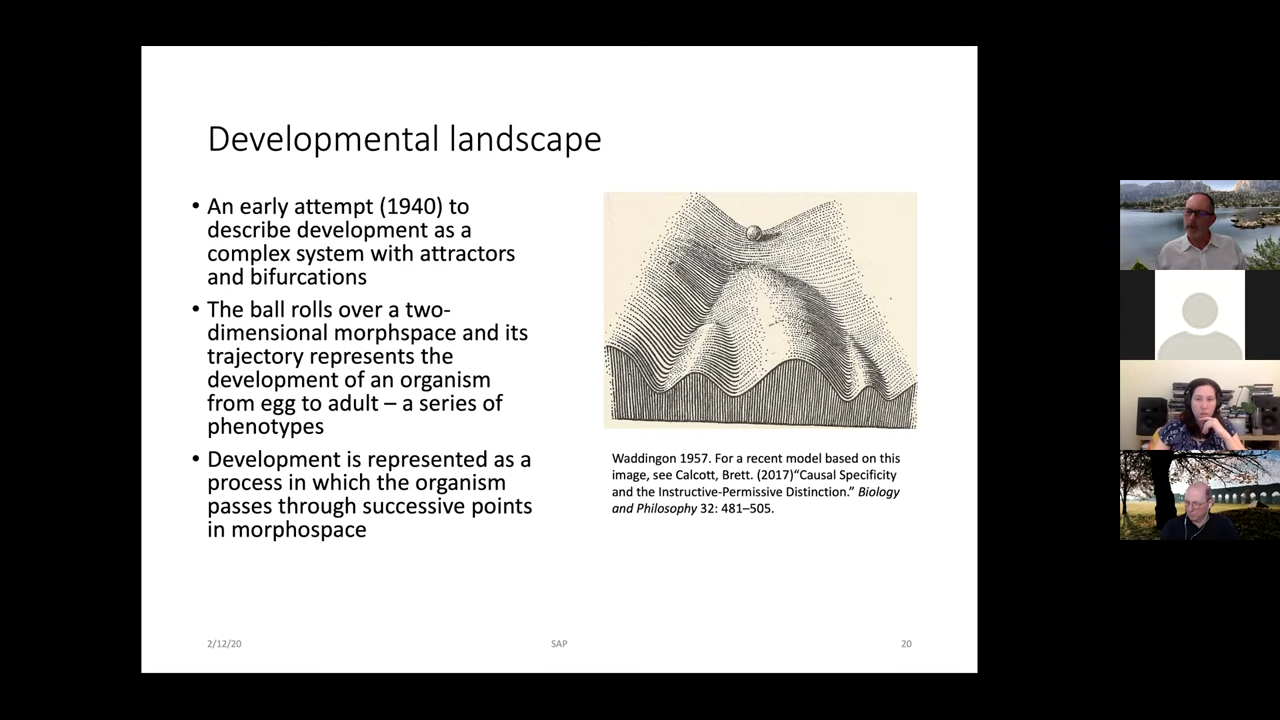 Developmental landscape
• An early attempt (1940) to
describe development as a
complex system with attractors
and bifurcations
• The ball rolls over a two-
dimensional morphspace and its
trajectory represents the
development of an organism
from egg to adult – a series of
phenotypes
• Development is represented as a
process in which the organism
passes through successive points
in morphospace
Waddingon 1957. For a recent model based on this
image, see Calcott, Brett. (2017)“Causal Specificity
and the Instructive-Permissive Distinction.” Biology
and Philosophy 32: 481–505.
2/12/20
SAP
20